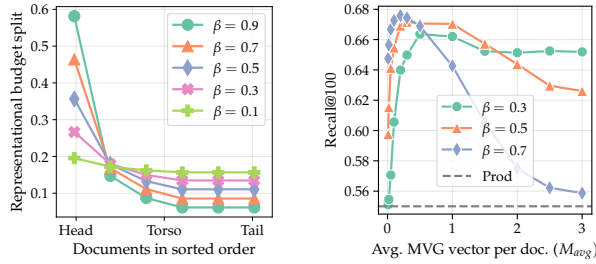 Representational budget split
0.6
0.5
0.4
0.3
0.2
0.1
β = 0.9
β = 0.7
β = 0.5
β = 0.3
β = 0.1
Head
Torso
Tail
Documents in sorted order
Recall@100
0.68
0.66
0.64
0.62
0.60
0.58
0.56
β = 0.3
β = 0.5
β = 0.7
Prod
0
1
2
3
Avg. MVG vector per doc. (M_avg)